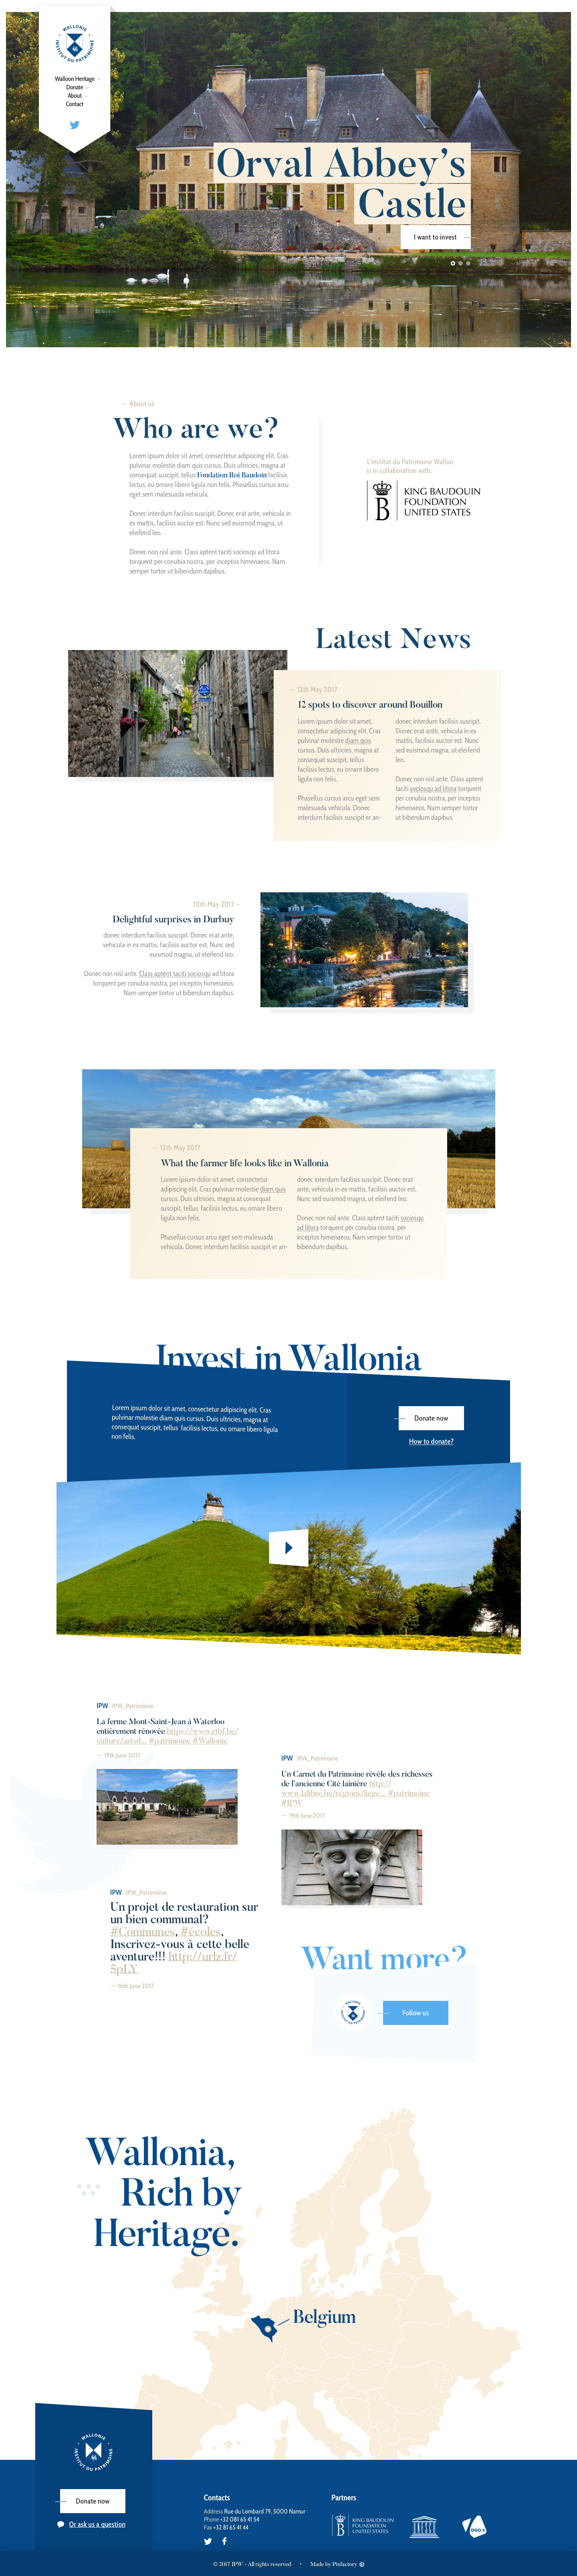 WALLONIE
INSTITUT DU PATRIMOINE
Walloon Heritage
Donate
About
Contact
Orval Abbey's
Castle
I want to invest
About us
Who are we?
Lorem ipsum dolor sit amet, consectetur adipiscing elit. Cras
pulvinar molestie diam quis cursus. Duis ultricies, magna at
consequat suscipit, tellus Fondation Roi Baudoin facilisis
lectus, eu ornare libero ligula non felis. Phasellus cursus arcu
eget sem malesuada vehicula.
Donec interdum facilisis suscipit. Donec erat ante, vehicula in
ex mattis, facilisis auctor est. Nunc sed euismod magna, ut
eleifend leo.
Donec non nisl ante. Class aptent taciti sociosqu ad litora
torquent per conubia nostra, per inceptos himenaeos. Nam
semper tortor ut bibendum dapibus.
L'institut du Patrimoine Wallon
is in collaboration with:
B
KING BAUDOUIN
FOUNDATION
UNITED STATES
Latest News
13th May 2017
12 spots to discover around Bouillon
Lorem ipsum dolor sit amet,
consectetur adipiscing elit. Cras
pulvinar molestie diam quis
cursus. Duis ultricies, magna at
consequat suscipit, tellus
facilisis lectus, eu ornare libero
ligula non felis.
Phasellus cursus arcu eget sem
malesuada vehicula. Donec
interdum facilisis suscipit er an-
donec interdum facilisis suscipit.
Donec erat ante, vehicula in ex
mattis, facilisis auctor est. Nunc
sed euismod magna, ut eleifend
leo.
Donec non nisl ante. Class aptent
taciti sociosqu ad litora torquent
per conubia nostra, per inceptos
himenaeos. Nam semper tortor
ut bibendum dapibus.
10th May 2017
Delightful surprises in Durbuy
donec interdum facilisis suscipit. Donec erat ante,
vehicula in ex mattis, facilisis auctor est. Nunc sed
euismod magna, ut eleifend leo.
Donec non nisl ante. Class aptent taciti sociosqu ad litora
torquent per conubia nostra, per inceptos himenaeos.
Nam semper tortor ut bibendum dapibus.
13th May 2017
What the farmer life looks like in Wallonia
Lorem ipsum dolor sit amet, consectetur
adipiscing elit. Cras pulvinar molestie diam quis
cursus. Duis ultricies, magna at consequat
suscipit, tellus facilisis lectus, eu ornare libero
ligula non felis.
Phasellus cursus arcu eget sem malesuada
vehicula. Donec interdum facilisis suscipit er an-
donec interdum facilisis suscipit. Donec erat
ante, vehicula in ex mattis, facilisis auctor est.
Nunc sed euismod magna, ut eleifend leo.
Donec non nisl ante. Class aptent taciti sociosqu
ad litora torquent per conubia nostra, per
inceptos himenaeos. Nam semper tortor ut
bibendum dapibus.
Invest in Wallonia
Lorem ipsum dolor sit amet, consectetur adipiscing elit. Cras
pulvinar molestie diam quis cursus. Duis ultricies, magna at
consequat suscipit, tellus facilisis lectus, eu ornare libero ligula
non felis.
Donate now
How to donate?
IPW IPW_Patrimoine
La ferme Mont-Saint-Jean à Waterloo
entièrement rénovée https://www.rtbf.be/
culture/artsd... #patrimoine #Wallonie
19th June 2017
IPW IPW_Patrimoine
Un Carnet du Patrimoine révèle des richesses
de l'ancienne Cité lainière http://
www.lalibre.be/regions/liege... #patrimoine
#IPW
19th June 2017
IPW IPW_Patrimoine
Un projet de restauration sur
un bien communal?
#Communes, #écoles,
Inscrivez-vous à cette belle
aventure!!! http://urlz.fr/
5pLY
16th June 2017
Want more?
WALLONIE
INSTITUT DU PATRIMOINE
Follow us
Wallonia,
Rich by
Heritage.
Belgium
WALLONIE
INSTITUT DU PATRIMOINE
Donate now
Or ask us a question
Contacts
Address Rue du Lombard 79, 5000 Namur
Phone +32 081 65 41 54
Fax +32 81 65 41 44
Partners
B
KING BAUDOUIN
FOUNDATION
UNITED STATES
DGO 4
© 2017 IPW - All rights reserved • Made by Pixfactory